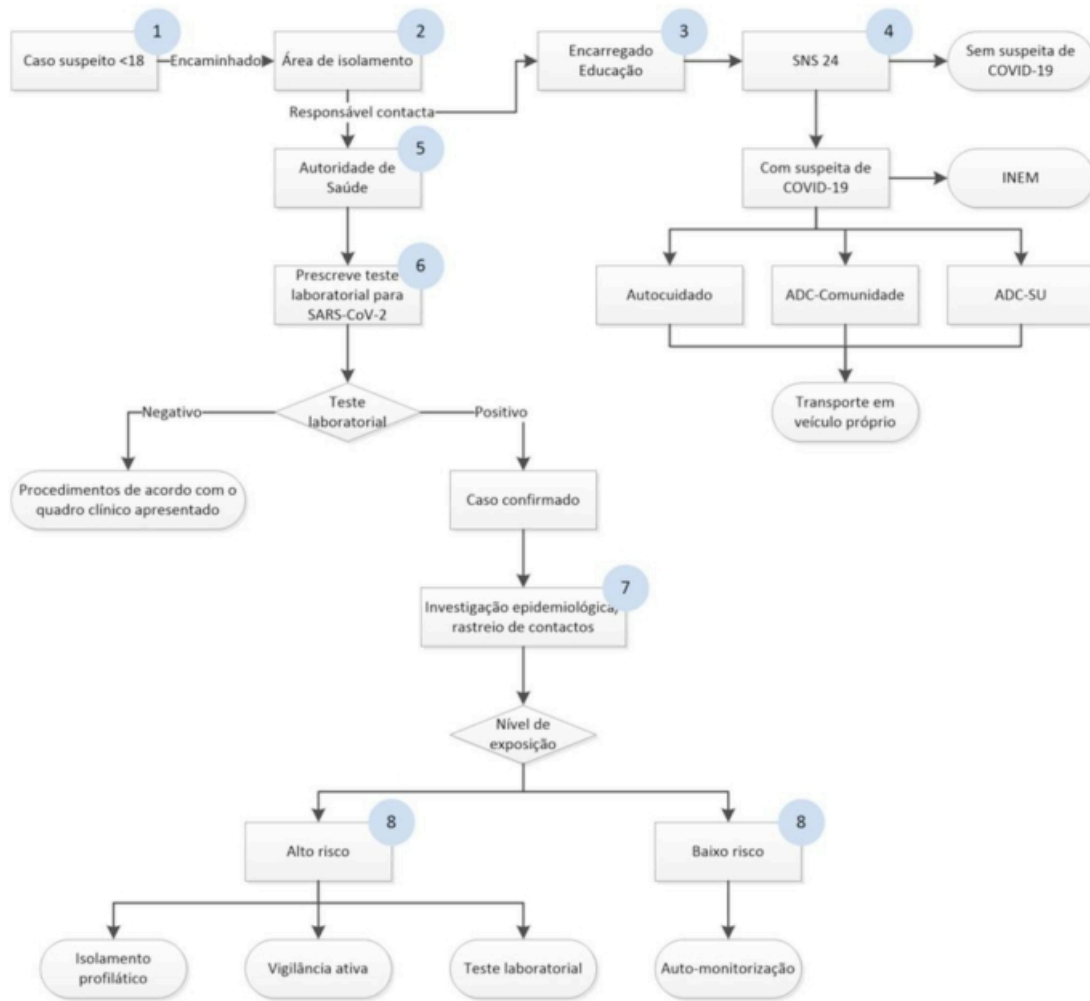 1
Caso suspeito <18
Encaminhado
2
Área de isolamento
3
Encarregado
Educação
4
SNS 24
Sem suspeita de
COVID-19
Responsável contacta
5
Autoridade de
Saúde
Com suspeita de
COVID-19
INEM
6
Prescreve teste
laboratorial para
SARS-CoV-2
Autocuidado
ADC-Comunidade
ADC-SU
Negativo
Teste
laboratorial
Positivo
Transporte em
veículo próprio
Procedimentos de acordo com o
quadro clínico apresentado
Caso confirmado
7
Investigação epidemiológica/
rastreio de contactos
Nível de
exposição
8
Alto risco
8
Baixo risco
Isolamento
profilático
Vigilância ativa
Teste laboratorial
Auto-monitorização